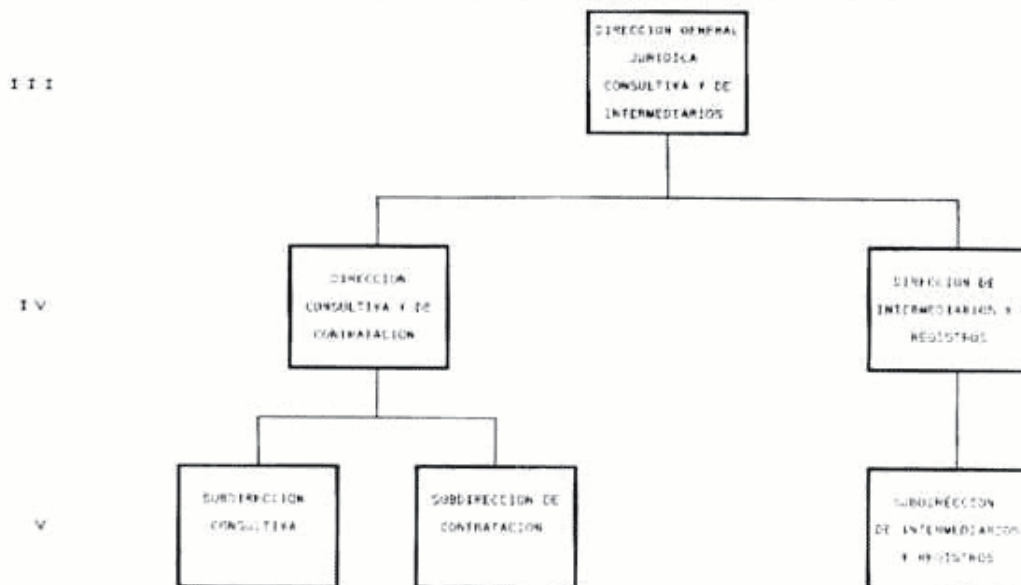 DIRECCION GENERAL
JURIDICA
CONSULTIVA Y DE
INTERMEDIARIOS
III
DIRECCION
CONSULTIVA Y DE
CONTRATACION
DIRECCION DE
INTERMEDIARIOS Y
REGISTROS
IV
SUBDIRECCION
CONSULTIVA
SUBDIRECCION DE
CONTRATACION
SUBDIRECCION
DE INTERMEDIARIOS
Y REGISTROS
V